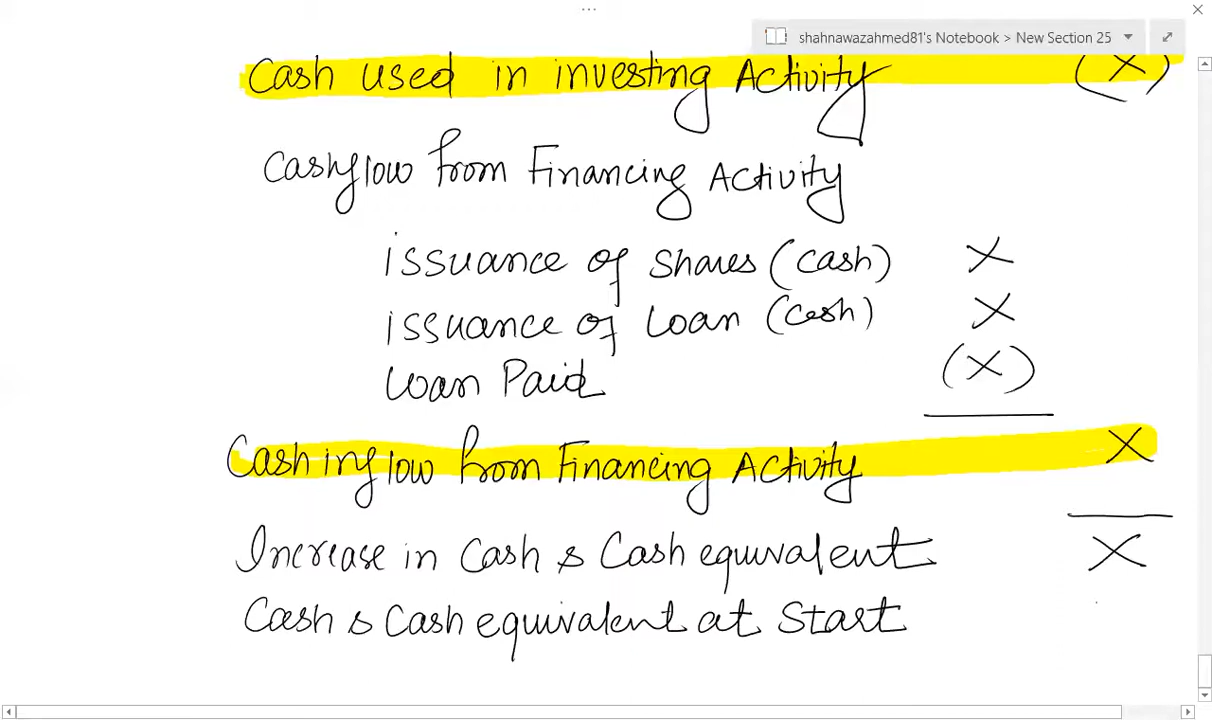 shahnawazahmed81's Notebook > New Section 25
Cash used in investing Activity (X)
Cashflow from Financing Activity
issuance of shares (cash) X
issuance of Loan (cash) X
Loan Paid (X)
Cash inflow from Financing Activity X
Increase in Cash & Cash equivalent X
Cash & Cash equivalent at Start